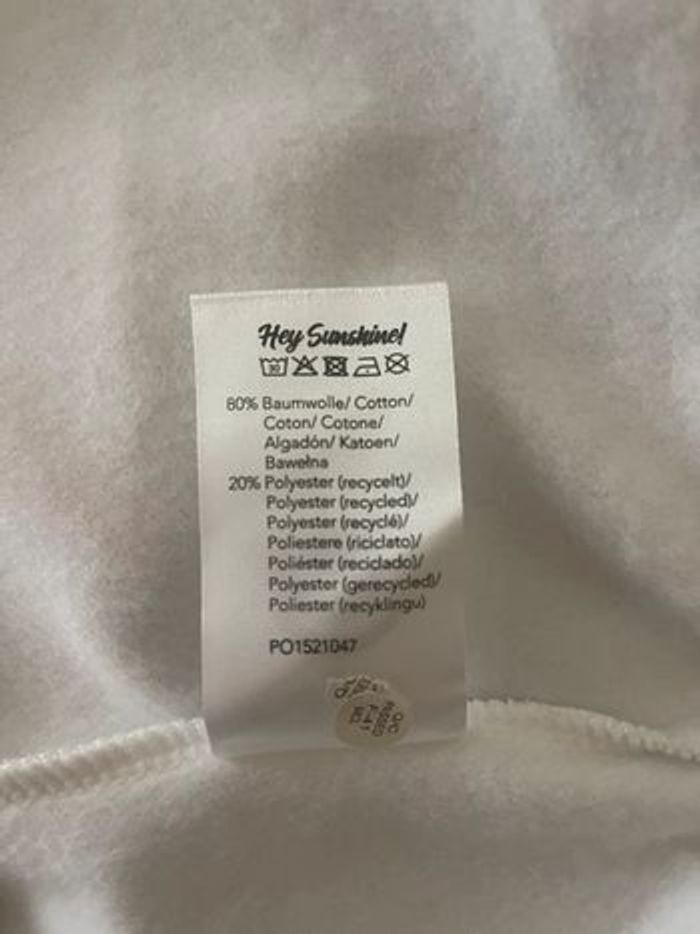 Hey Sunshine!
30
80% Baumwolle/ Cotton/
Coton/ Cotone/
Algadón/ Katoen/
Bawełna
20% Polyester (recycelt)/
Polyester (recycled)/
Polyester (recyclé)/
Poliestere (riciclato)/
Poliéster (reciclado)/
Polyester (gerecycled)/
Poliester (recyklingu)
PO1521047